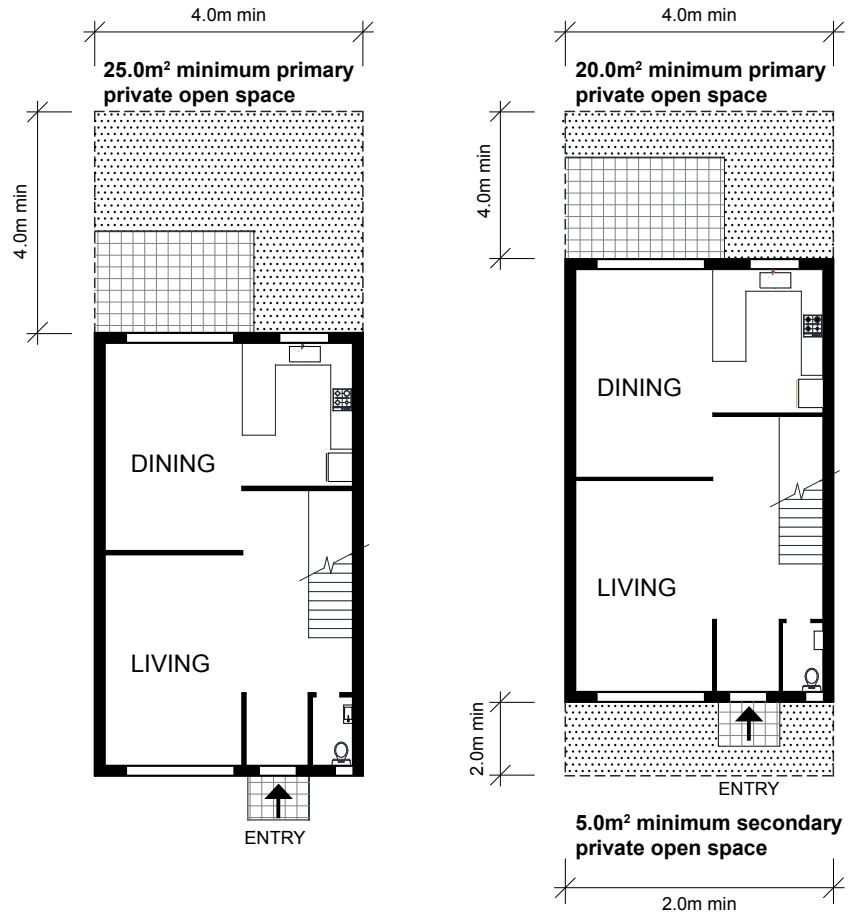 4.0m min
25.0m² minimum primary
private open space
4.0m min
DINING
LIVING
ENTRY
4.0m min
20.0m² minimum primary
private open space
4.0m min
DINING
LIVING
2.0m min
ENTRY
5.0m² minimum secondary
private open space
2.0m min